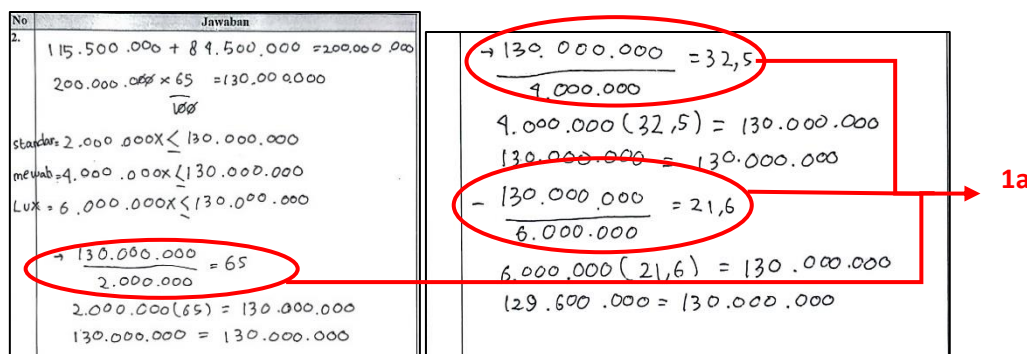 No Jawaban
2.
115.500.000 + 84.500.000 = 200.000.000
200.000.000 × 65 = 130.000.000
100
standar = 2.000.000X ≤ 130.000.000
mewah = 4.000.000x ≤ 130.000.000
Lux = 6.000.000X ≤ 130.000.000
→ 130.000.000 = 65
2.000.000
2.000.000(65) = 130.000.000
130.000.000 = 130.000.000
→ 130.000.000 = 32,5
4.000.000
4.000.000(32,5) = 130.000.000
130.000.000 = 130.000.000
- 130.000.000 = 21,6
6.000.000
6.000.000(21,6) = 130.000.000
129.600.000 = 130.000.000
1a